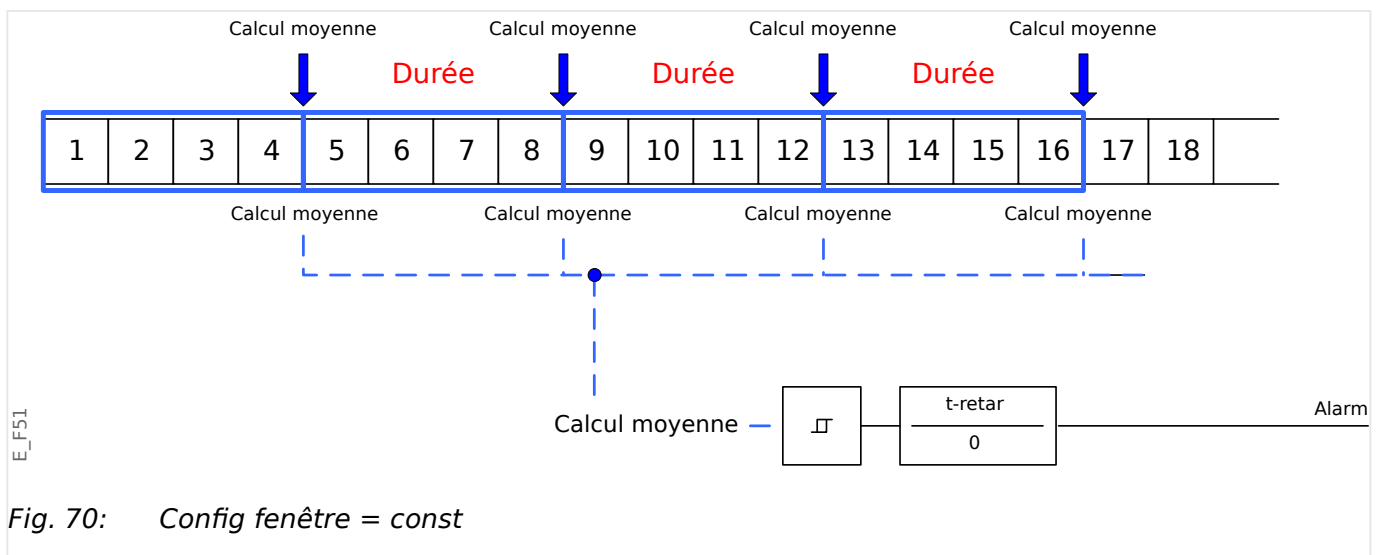 Calcul moyenne Calcul moyenne Calcul moyenne Calcul moyenne
Durée Durée Durée
1 2 3 4 5 6 7 8 9 10 11 12 13 14 15 16 17 18
Calcul moyenne Calcul moyenne Calcul moyenne Calcul moyenne
t-retar
Alarm
Calcul moyenne
0
E_F51
Fig. 70: Config fenêtre = const